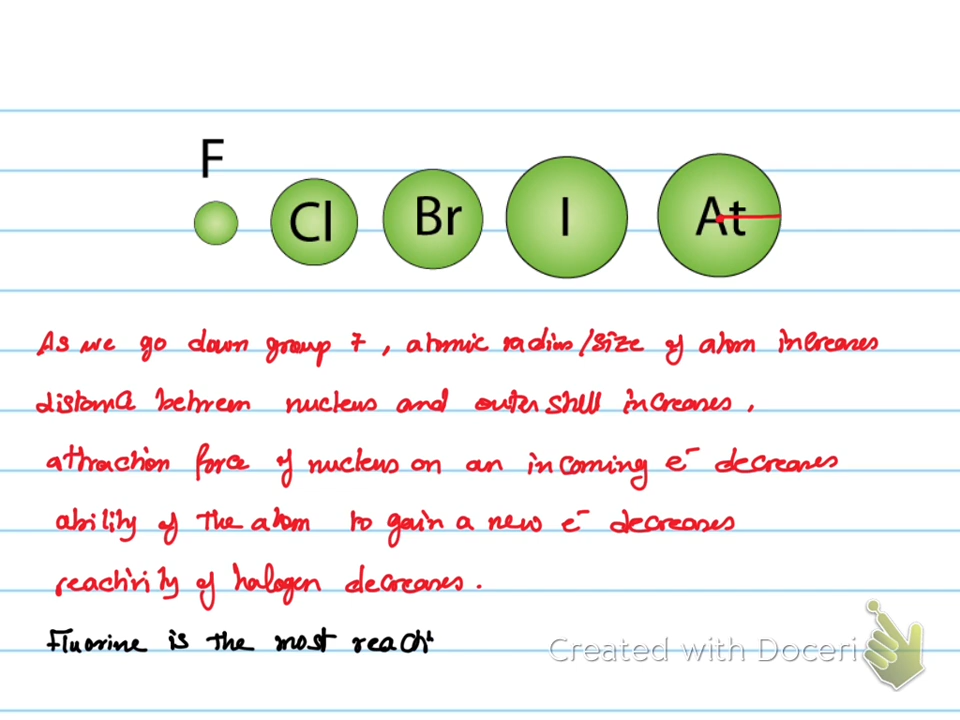 F
Cl Br I At
As we go down group 7, atomic radius/size of atom increases
distance between nucleus and outer shell increases.
attraction force of nucleus on an incoming e⁻ decreases
ability of the atom to gain a new e⁻ decreases
reactivity of halogen decreases.
Fluorine is the most reacti
Created with Doceri